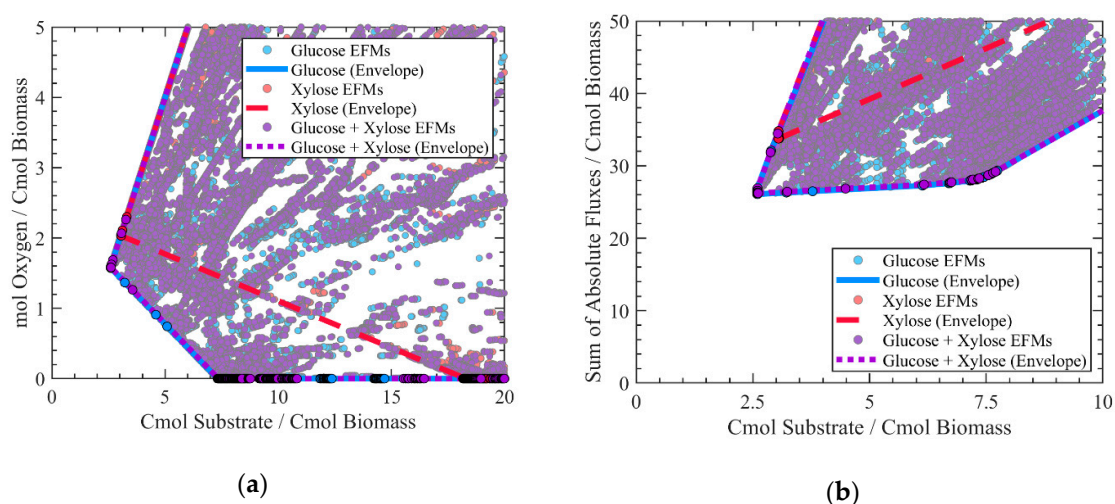 5
4
3
2
1
0
0
5
10
15
20
mol Oxygen / Cmol Biomass
Cmol Substrate / Cmol Biomass
Glucose EFMs
Glucose (Envelope)
Xylose EFMs
Xylose (Envelope)
Glucose + Xylose EFMs
Glucose + Xylose (Envelope)
(a)
50
40
30
20
10
0
0
2.5
5
7.5
10
Sum of Absolute Fluxes / Cmol Biomass
Cmol Substrate / Cmol Biomass
Glucose EFMs
Glucose (Envelope)
Xylose EFMs
Xylose (Envelope)
Glucose + Xylose EFMs
Glucose + Xylose (Envelope)
(b)